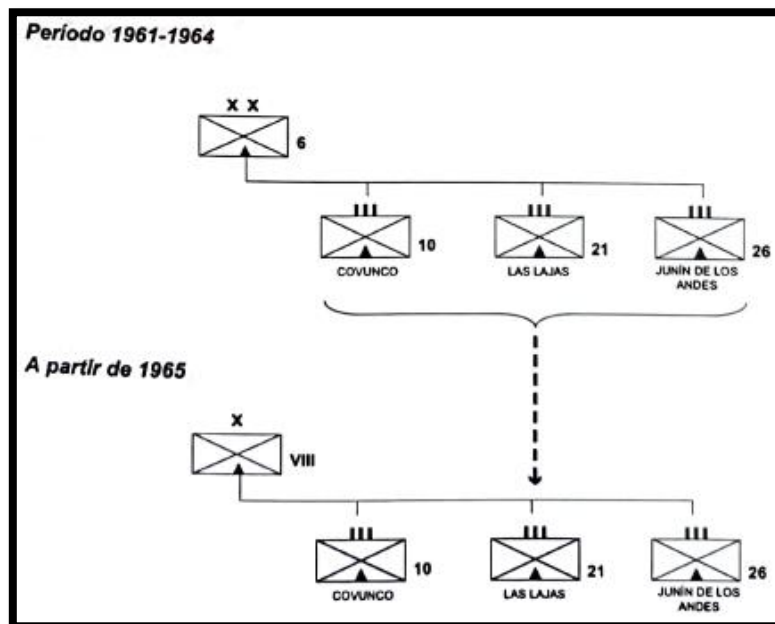 Período 1961-1964
X X
6
III III III
10 21 26
COVUNCO LAS LAJAS JUNÍN DE LOS
ANDES
A partir de 1965
X
VIII
III III III
10 21 26
COVUNCO LAS LAJAS JUNÍN DE LOS
ANDES